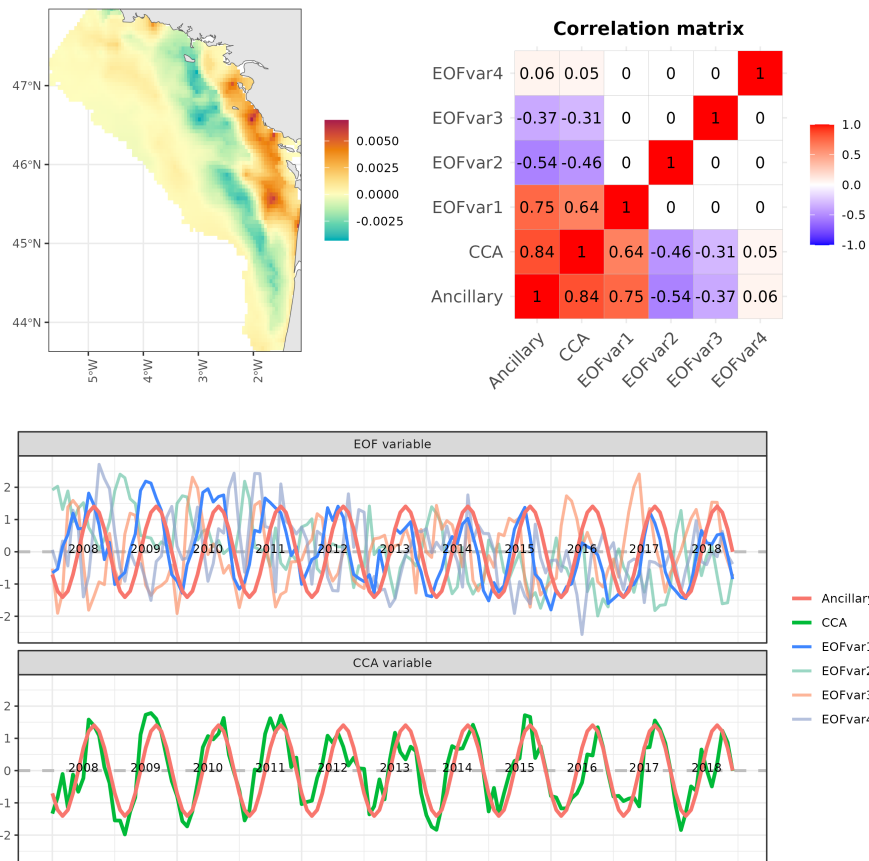 47°N
46°N
45°N
44°N
5°W
4°W
3°W
2°W
0.0050
0.0025
0.0000
-0.0025
Correlation matrix
EOFvar4 0.06 0.05 0 0 0 1
EOFvar3 -0.37 -0.31 0 0 1 0
EOFvar2 -0.54 -0.46 0 1 0 0
EOFvar1 0.75 0.64 1 0 0 0
CCA 0.84 1 0.64 -0.46 -0.31 0.05
Ancillary 1 0.84 0.75 -0.54 -0.37 0.06
Ancillary
CCA
EOFvar1
EOFvar2
EOFvar3
EOFvar4
1.0
0.5
0.0
-0.5
-1.0
EOF variable
2
1
0
-1
-2
2008 2009 2010 2011 2012 2013 2014 2015 2016 2017 2018
CCA variable
2
1
0
-1
-2
2008 2009 2010 2011 2012 2013 2014 2015 2016 2017 2018
Ancillary
CCA
EOFvar1
EOFvar2
EOFvar3
EOFvar4